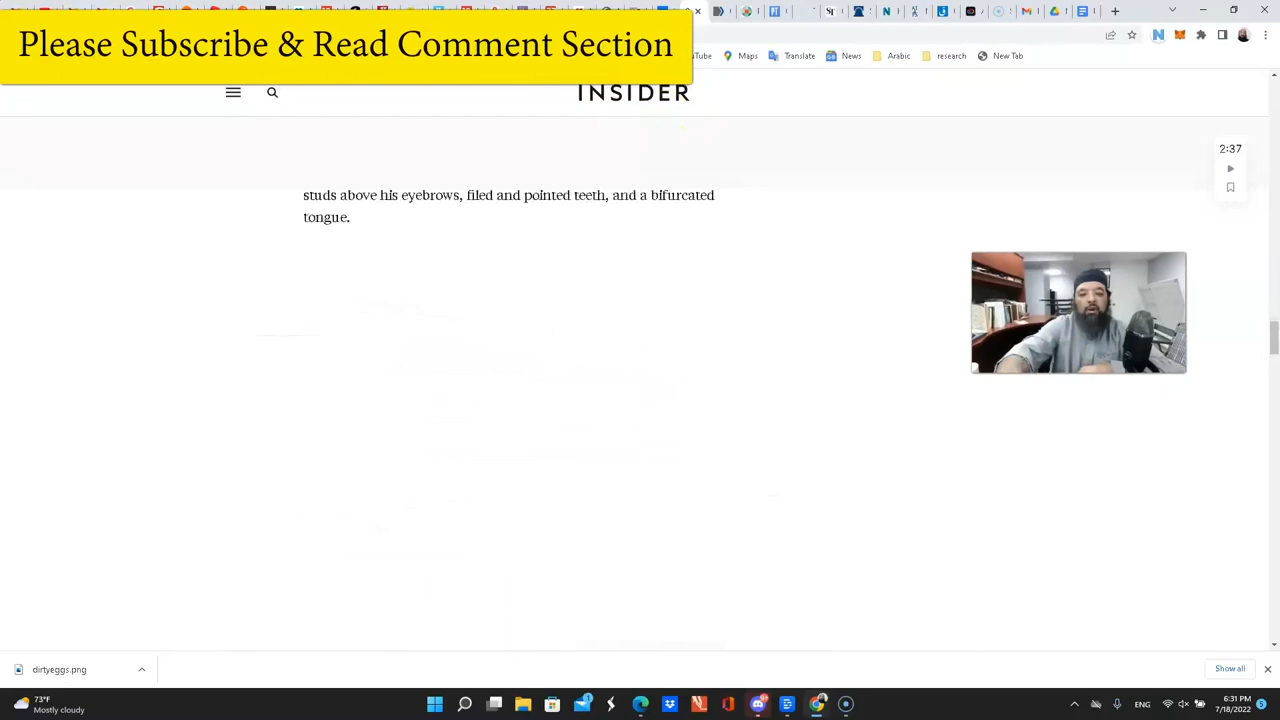 Please Subscribe & Read Comment Section
uTube
Maps
Translate
News
Arabic
research
New Tab
INSIDER
2:37
studs above his eyebrows, filed and pointed teeth, and a bifurcated
tongue.
dirtyeggs.png
Show all
73°F
Mostly cloudy
ENG
6:31 PM
7/18/2022